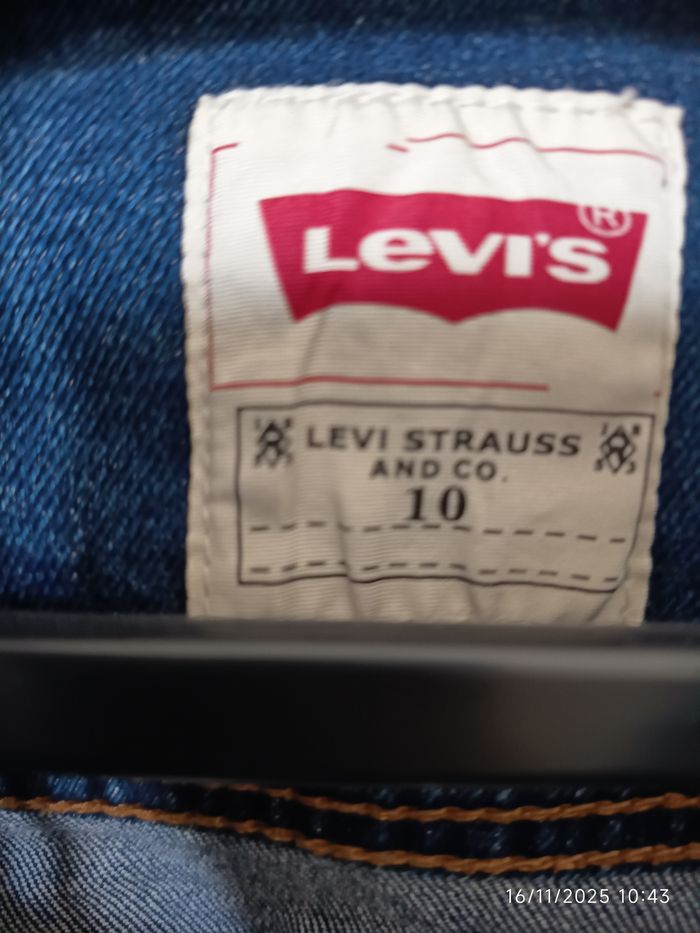 LEVI'S®
LEVI STRAUSS
AND CO.
10
16/11/2025 10:43